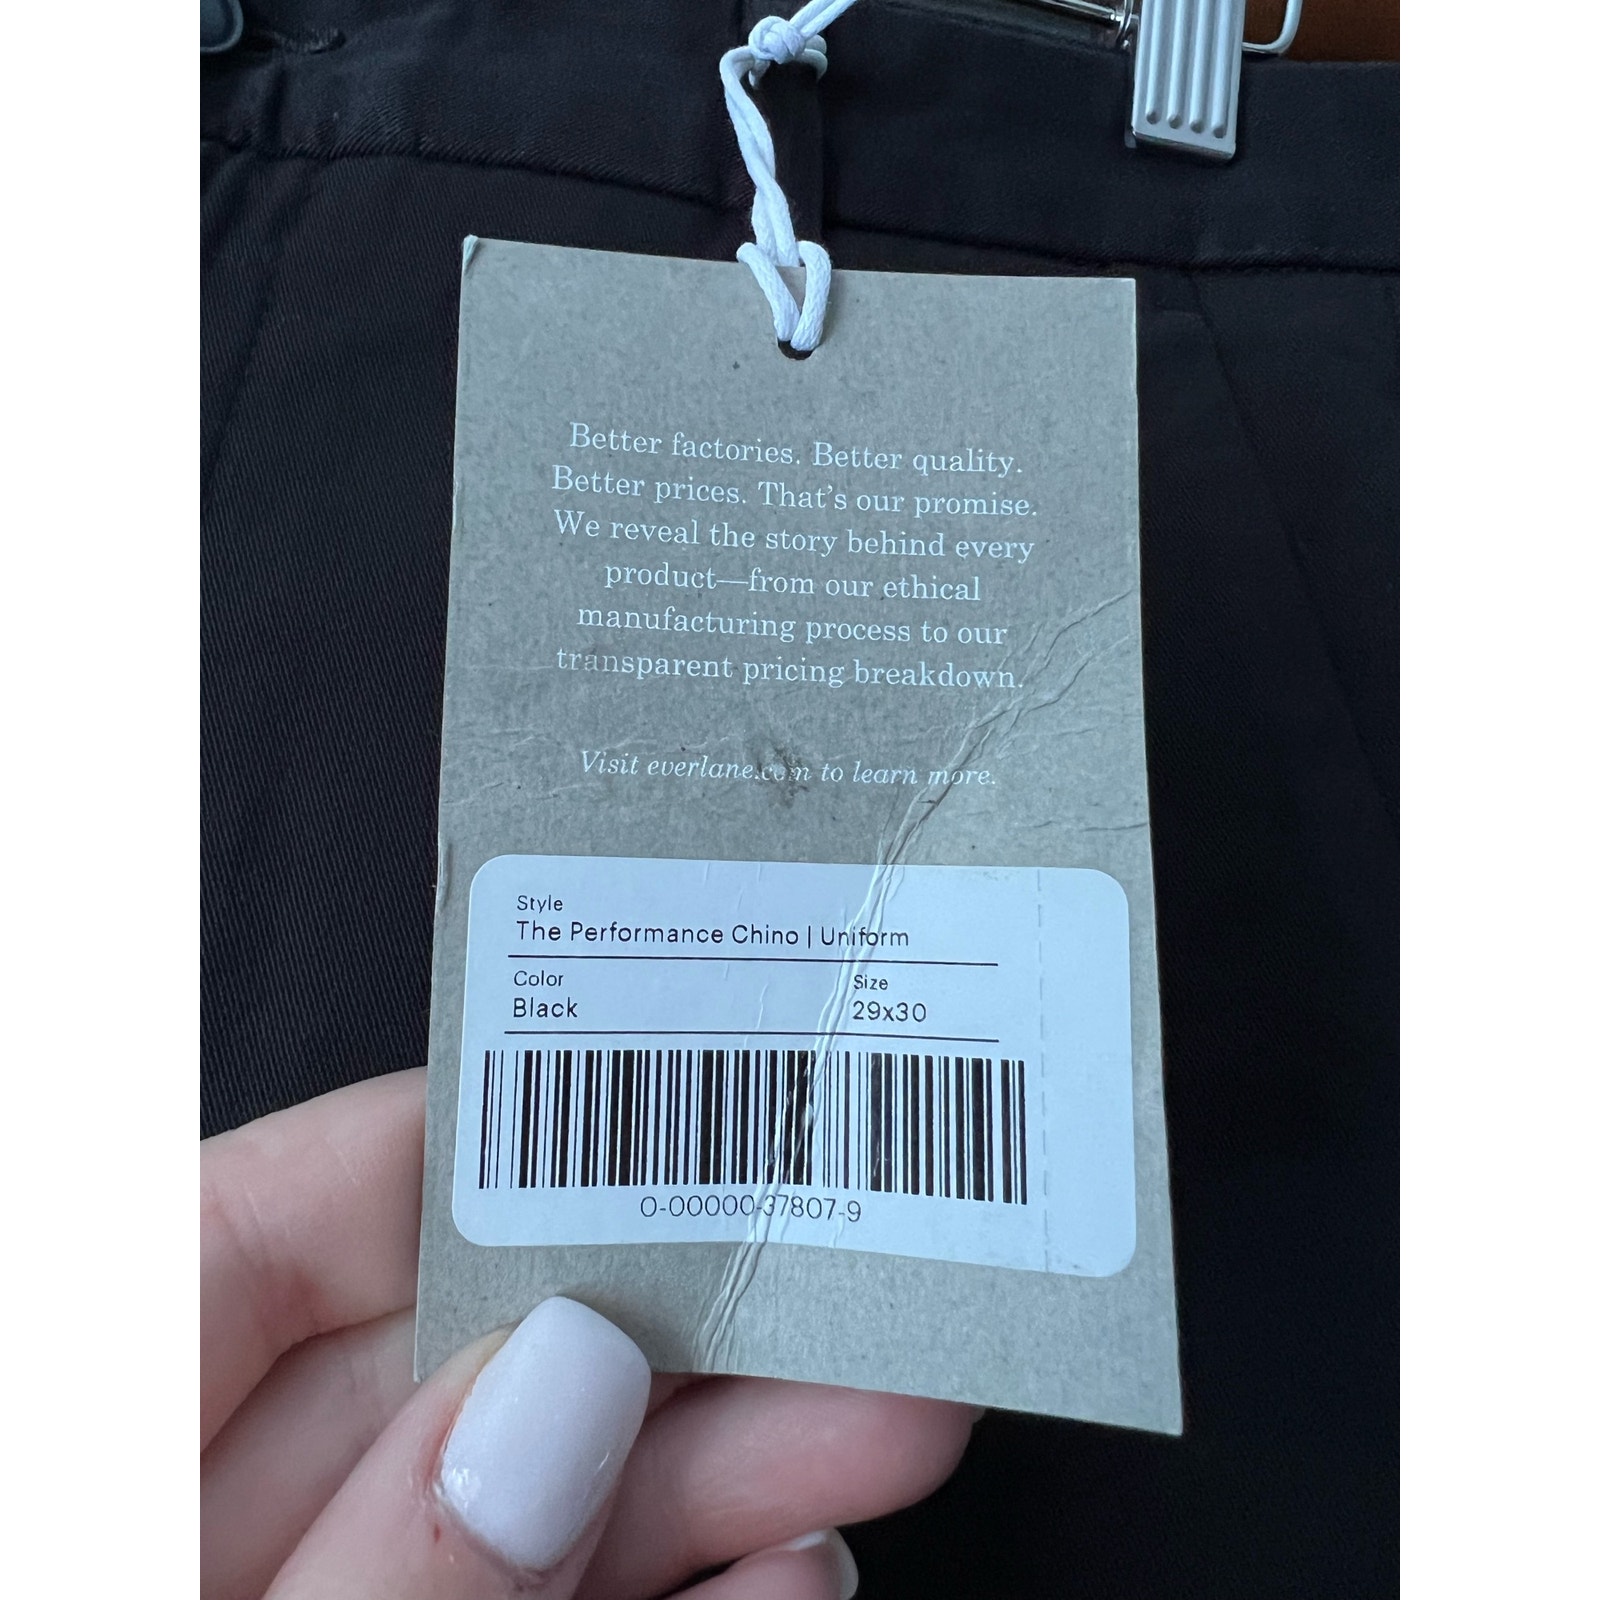 Better factories. Better quality.
Better prices. That's our promise.
We reveal the story behind every
product—from our ethical
manufacturing process to our
transparent pricing breakdown.
Visit everlane.com to learn more.
Style
The Performance Chino | Uniform
Color Size
Black 29x30
0-00000-37807-9